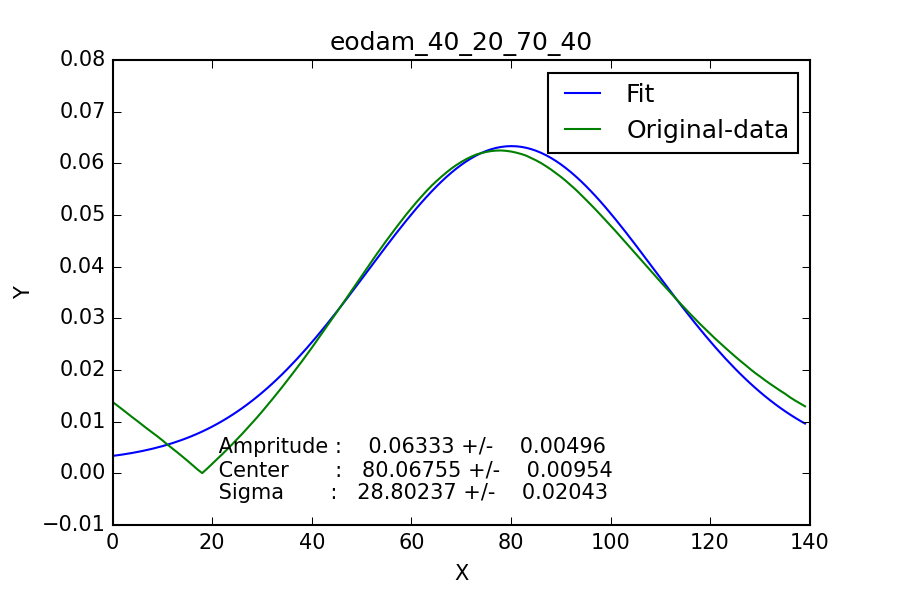 eodam_40_20_70_40
0.08
0.07
0.06
0.05
0.04
0.03
0.02
0.01
0.00
−0.01
Y
Fit
Original-data
Ampritude : 0.06333 +/- 0.00496
Center : 80.06755 +/- 0.00954
Sigma : 28.80237 +/- 0.02043
0 20 40 60 80 100 120 140
X